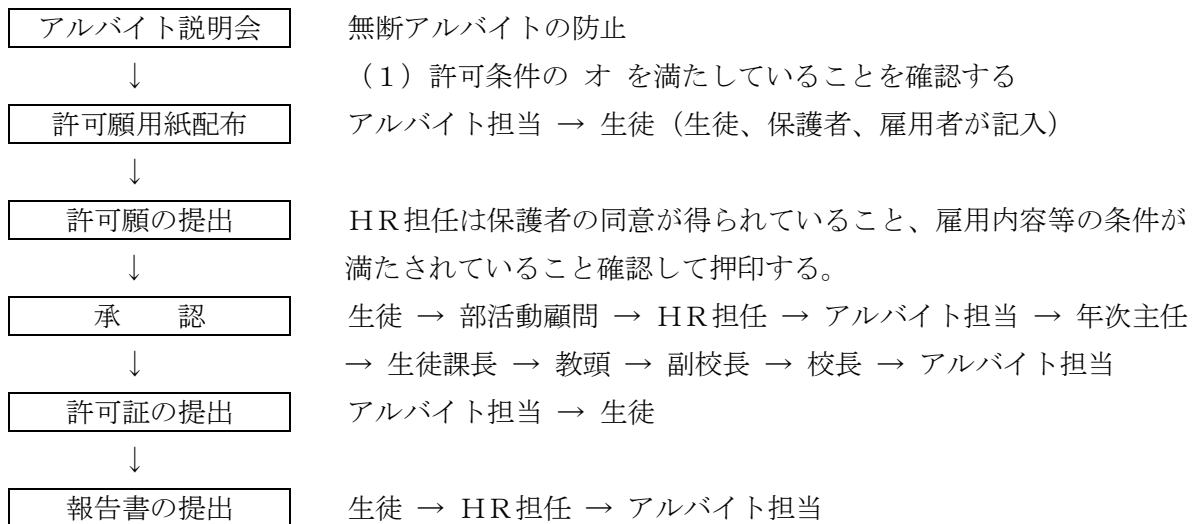 アルバイト説明会 無断アルバイトの防止
↓ (1)許可条件の オ を満たしていることを確認する
許可願用紙配布 アルバイト担当 → 生徒(生徒、保護者、雇用者が記入)
↓
許可願の提出 HR担任は保護者の同意が得られていること、雇用内容等の条件が
↓ 満たされていること確認して押印する。
承 認 生徒 → 部活動顧問 → HR担任 → アルバイト担当 → 年次主任
↓ → 生徒課長 → 教頭 → 副校長 → 校長 → アルバイト担当
許可証の提出 アルバイト担当 → 生徒
↓
報告書の提出 生徒 → HR担任 → アルバイト担当